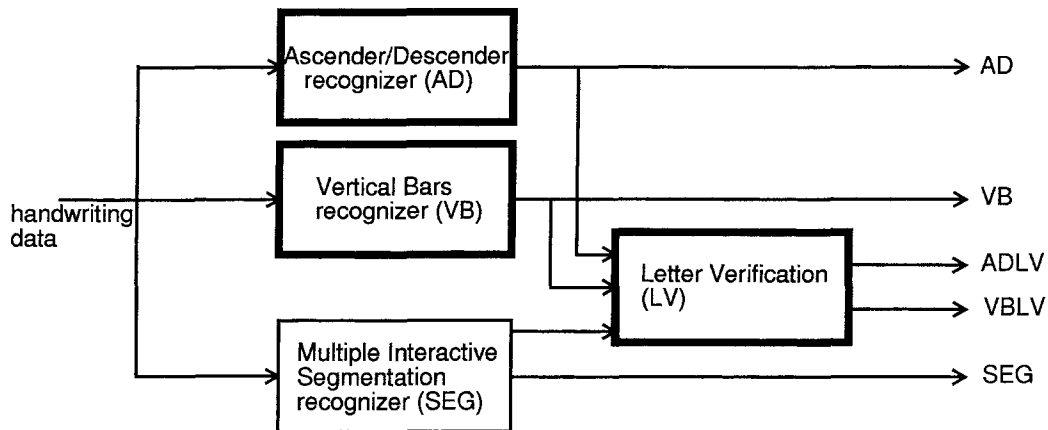 Ascender/Descender
recognizer (AD)
AD
Vertical Bars
recognizer (VB)
VB
handwriting
data
Letter Verification
(LV)
ADLV
VBLV
Multiple Interactive
Segmentation
recognizer (SEG)
SEG